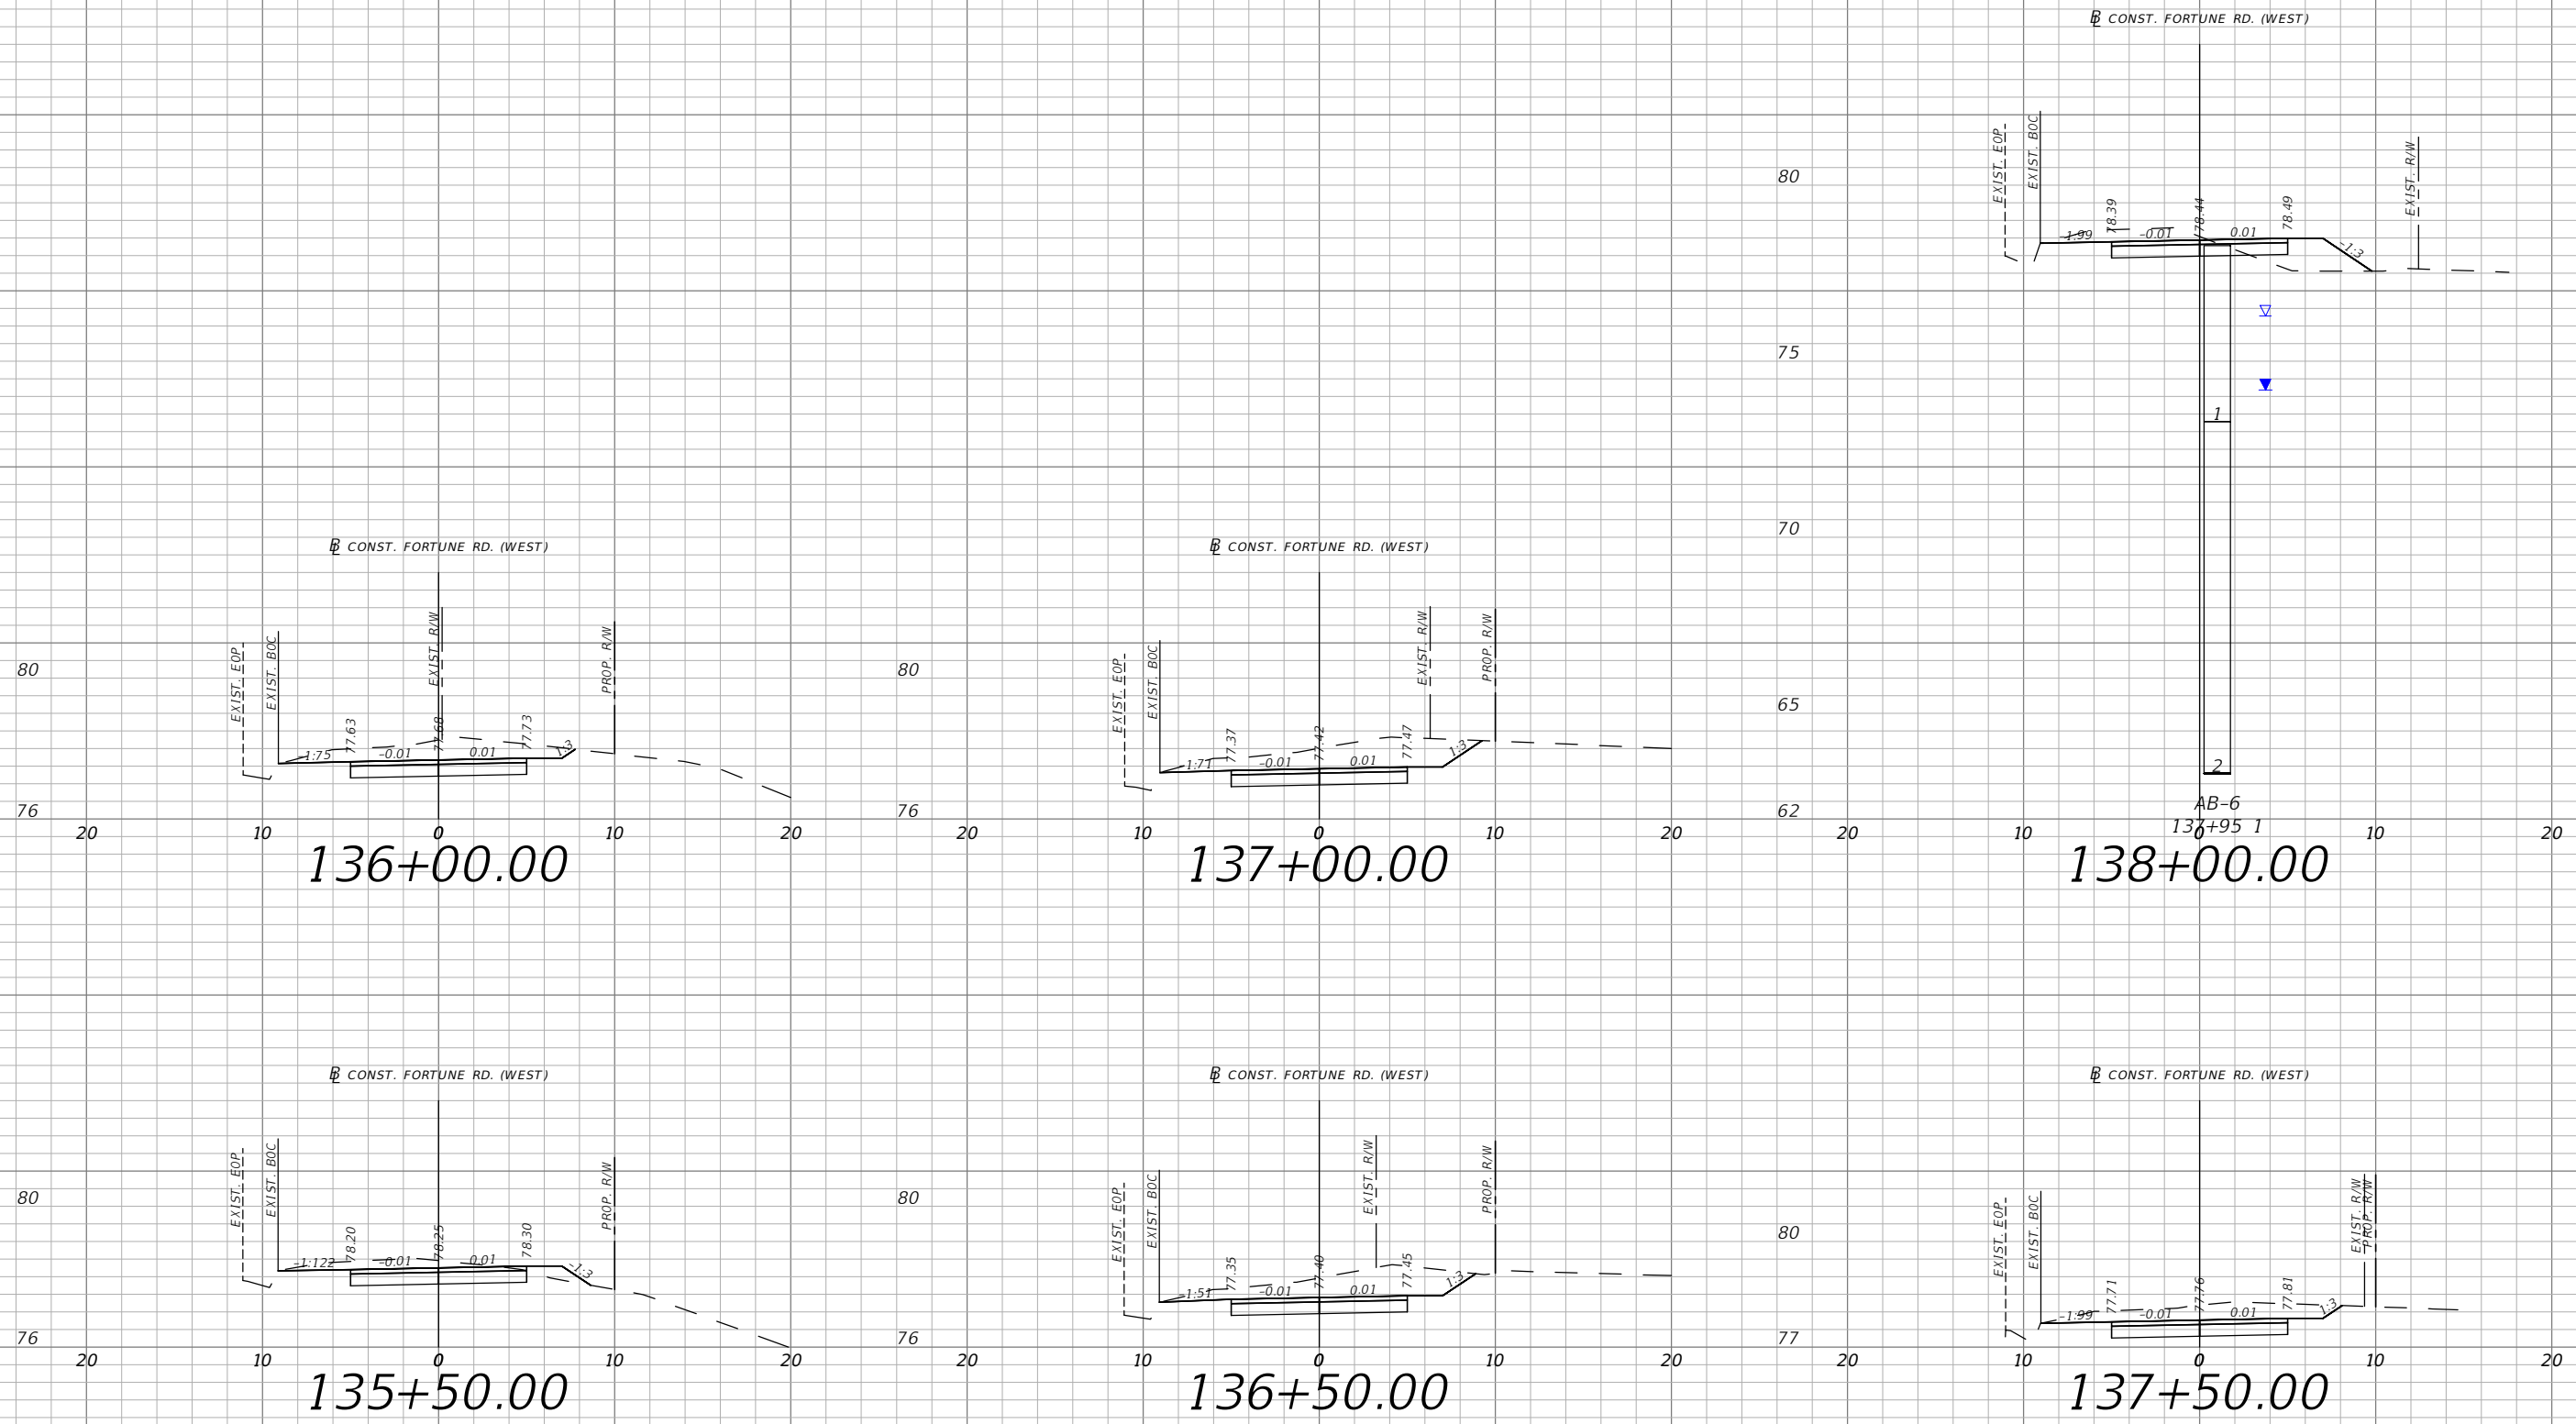 BL CONST. FORTUNE RD. (WEST)
EXIST. EOP
EXIST. BOC
EXIST. R/W
80
78.39
78.44
78.49
-1:99
-0.01
0.01
-1:3
75
1
70
65
2
62
AB-6
137+95 1
20 10 0 10 20
138+00.00
BL CONST. FORTUNE RD. (WEST)
EXIST. EOP
EXIST. BOC
EXIST. R/W
PROP. R/W
80
77.63
77.68
77.73
-1:75
-0.01
0.01
1:3
76
20 10 0 10 20
136+00.00
BL CONST. FORTUNE RD. (WEST)
EXIST. EOP
EXIST. BOC
EXIST. R/W
PROP. R/W
80
77.37
77.42
77.47
-1:71
-0.01
0.01
1:3
76
20 10 0 10 20
137+00.00
BL CONST. FORTUNE RD. (WEST)
EXIST. EOP
EXIST. BOC
PROP. R/W
80
78.20
78.25
78.30
-1:122
-0.01
0.01
-1:3
76
20 10 0 10 20
135+50.00
BL CONST. FORTUNE RD. (WEST)
EXIST. EOP
EXIST. BOC
EXIST. R/W
PROP. R/W
80
77.35
77.40
77.45
-1:51
-0.01
0.01
1:3
76
20 10 0 10 20
136+50.00
BL CONST. FORTUNE RD. (WEST)
EXIST. EOP
EXIST. BOC
EXIST. R/W
PROP. R/W
80
77.71
77.76
77.81
-1:99
-0.01
0.01
1:3
77
20 10 0 10 20
137+50.00